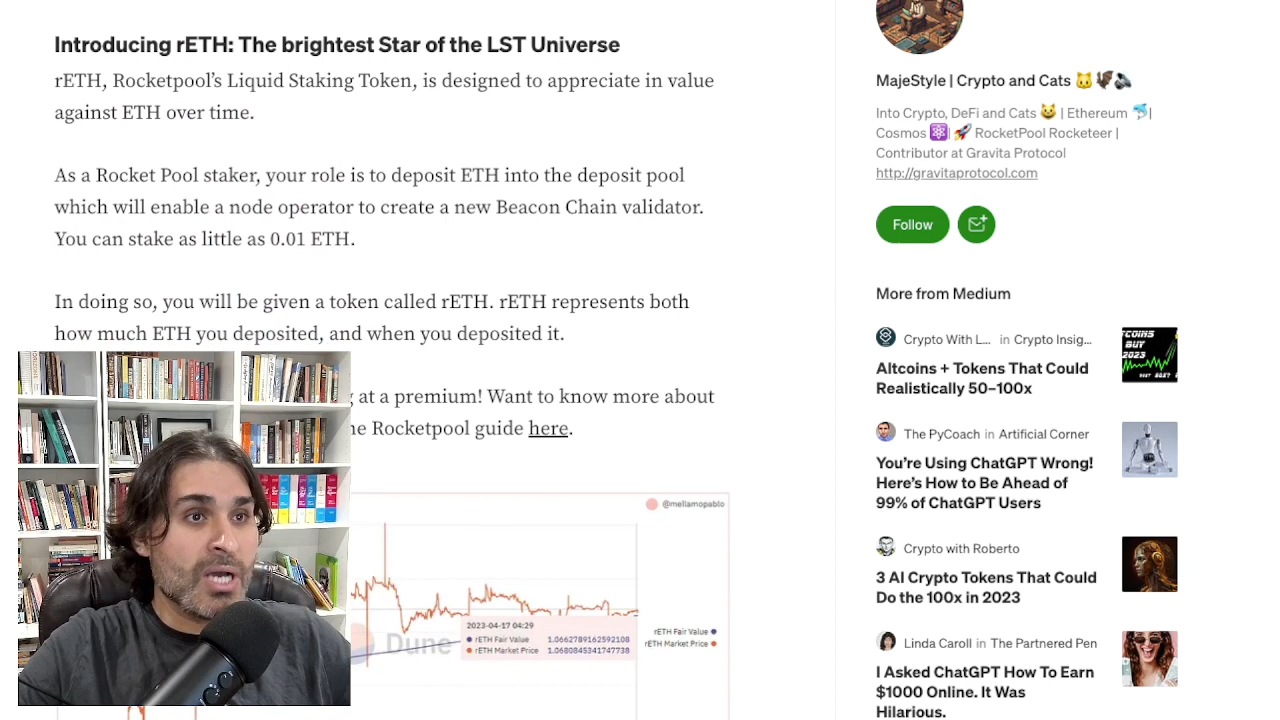 Introducing rETH: The brightest Star of the LST Universe
rETH, Rocketpool’s Liquid Staking Token, is designed to appreciate in value
against ETH over time.
As a Rocket Pool staker, your role is to deposit ETH into the deposit pool
which will enable a node operator to create a new Beacon Chain validator.
You can stake as little as 0.01 ETH.
In doing so, you will be given a token called rETH. rETH represents both
how much ETH you deposited, and when you deposited it.
at a premium! Want to know more about
Rocketpool guide here.
@mellamopablo
2023-04-17 04:29
rETH Fair Value 1.0662789162592108
rETH Market Price 1.0680845341747738
Dune
rETH Fair Value
rETH Market Price
MajeStyle | Crypto and Cats 🐱🦇🔊
Into Crypto, DeFi and Cats 😺 | Ethereum 🐬|
Cosmos ⚛️| 🚀 RocketPool Rocketeer |
Contributor at Gravita Protocol
http://gravitaprotocol.com
Follow
More from Medium
Crypto With L... in Crypto Insig...
Altcoins + Tokens That Could
Realistically 50–100x
COINS
BUY
2023
The PyCoach in Artificial Corner
You’re Using ChatGPT Wrong!
Here’s How to Be Ahead of
99% of ChatGPT Users
Crypto with Roberto
3 AI Crypto Tokens That Could
Do the 100x in 2023
Linda Caroll in The Partnered Pen
I Asked ChatGPT How To Earn
$1000 Online. It Was
Hilarious.